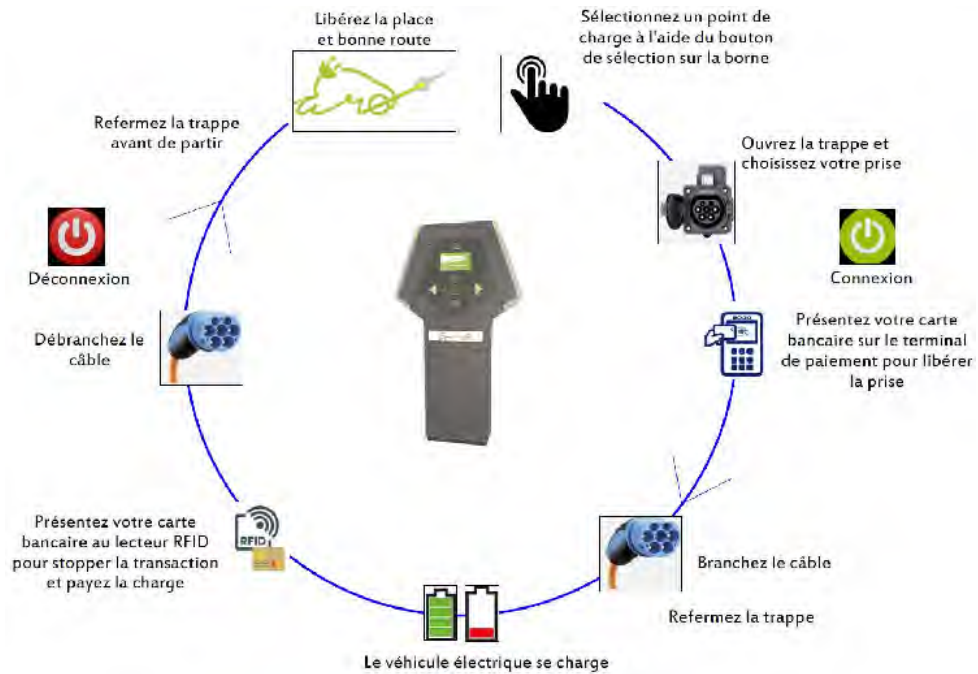 Libérez la place
et bonne route
Sélectionnez un point de
charge à l'aide du bouton
de sélection sur la borne
Ouvrez la trappe et
choisissez votre prise
Connexion
Présentez votre carte
bancaire sur le terminal
de paiement pour libérer
la prise
Branchez le câble
Refermez la trappe
Le véhicule électrique se charge
Présentez votre carte
bancaire au lecteur RFID
pour stopper la transaction
et payez la charge
RFID
Débranchez le
câble
Déconnexion
Refermez la trappe
avant de partir